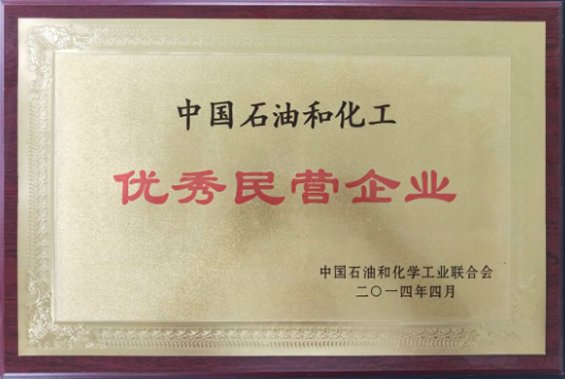 中国石油和化工
优秀民营企业
中国石油和化学工业联合会
二〇一四年四月